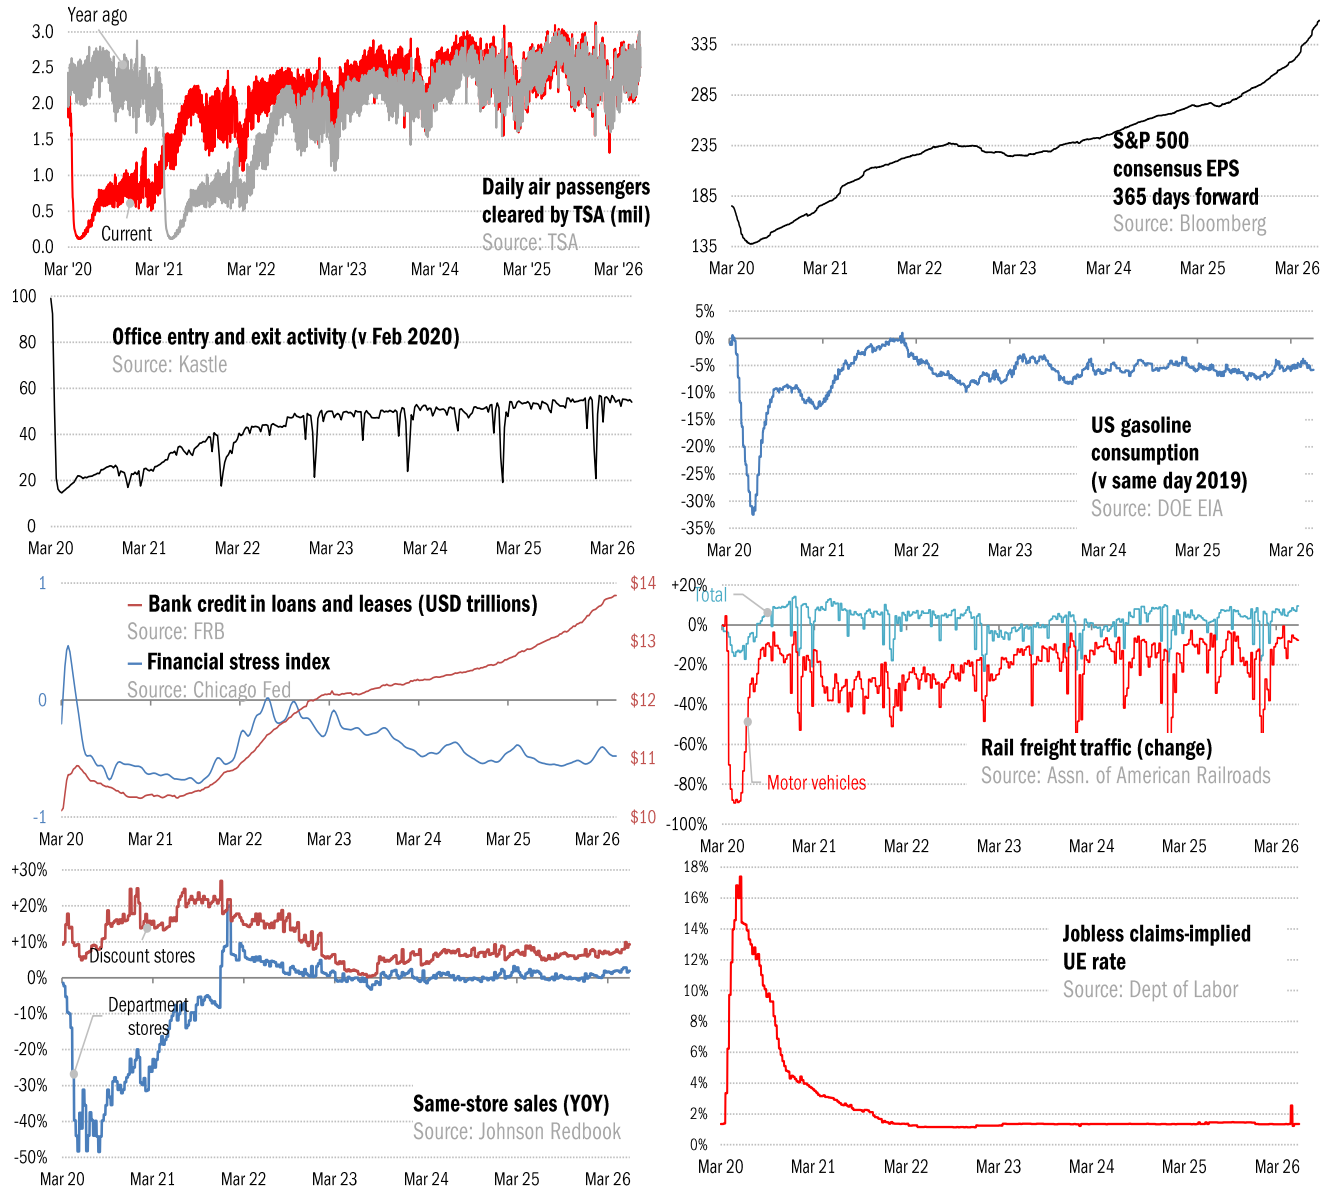 Year ago
3.0
2.5
2.0
1.5
1.0
0.5
0.0
Current
Daily air passengers
cleared by TSA (mil)
Source: TSA
Mar '20 Mar '21 Mar '22 Mar '23 Mar '24 Mar '25 Mar '26
335
285
235
185
135
S&P 500
consensus EPS
365 days forward
Source: Bloomberg
Mar 20 Mar 21 Mar 22 Mar 23 Mar 24 Mar 25 Mar 26
100
80
60
40
20
0
Office entry and exit activity (v Feb 2020)
Source: Kastle
Mar 20 Mar 21 Mar 22 Mar 23 Mar 24 Mar 25 Mar 26
5%
0%
-5%
-10%
-15%
-20%
-25%
-30%
-35%
US gasoline
consumption
(v same day 2019)
Source: DOE EIA
Mar 20 Mar 21 Mar 22 Mar 23 Mar 24 Mar 25 Mar 26
1
0
-1
Bank credit in loans and leases (USD trillions)
Source: FRB
Financial stress index
Source: Chicago Fed
$14
$13
$12
$11
$10
Mar 20 Mar 21 Mar 22 Mar 23 Mar 24 Mar 25 Mar 26
+20%
0%
-20%
-40%
-60%
-80%
-100%
Total
Motor vehicles
Rail freight traffic (change)
Source: Assn. of American Railroads
Mar 20 Mar 21 Mar 22 Mar 23 Mar 24 Mar 25 Mar 26
+30%
+20%
+10%
0%
-10%
-20%
-30%
-40%
-50%
Discount stores
Department
stores
Same-store sales (YOY)
Source: Johnson Redbook
Mar 20 Mar 21 Mar 22 Mar 23 Mar 24 Mar 25 Mar 26
18%
16%
14%
12%
10%
8%
6%
4%
2%
0%
Jobless claims-implied
UE rate
Source: Dept of Labor
Mar 20 Mar 21 Mar 22 Mar 23 Mar 24 Mar 25 Mar 26